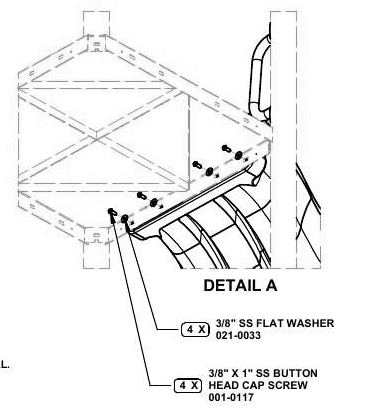 DETAIL A
4 X 3/8" SS FLAT WASHER
021-0033
L.
3/8" X 1" SS BUTTON
4 X HEAD CAP SCREW
001-0117